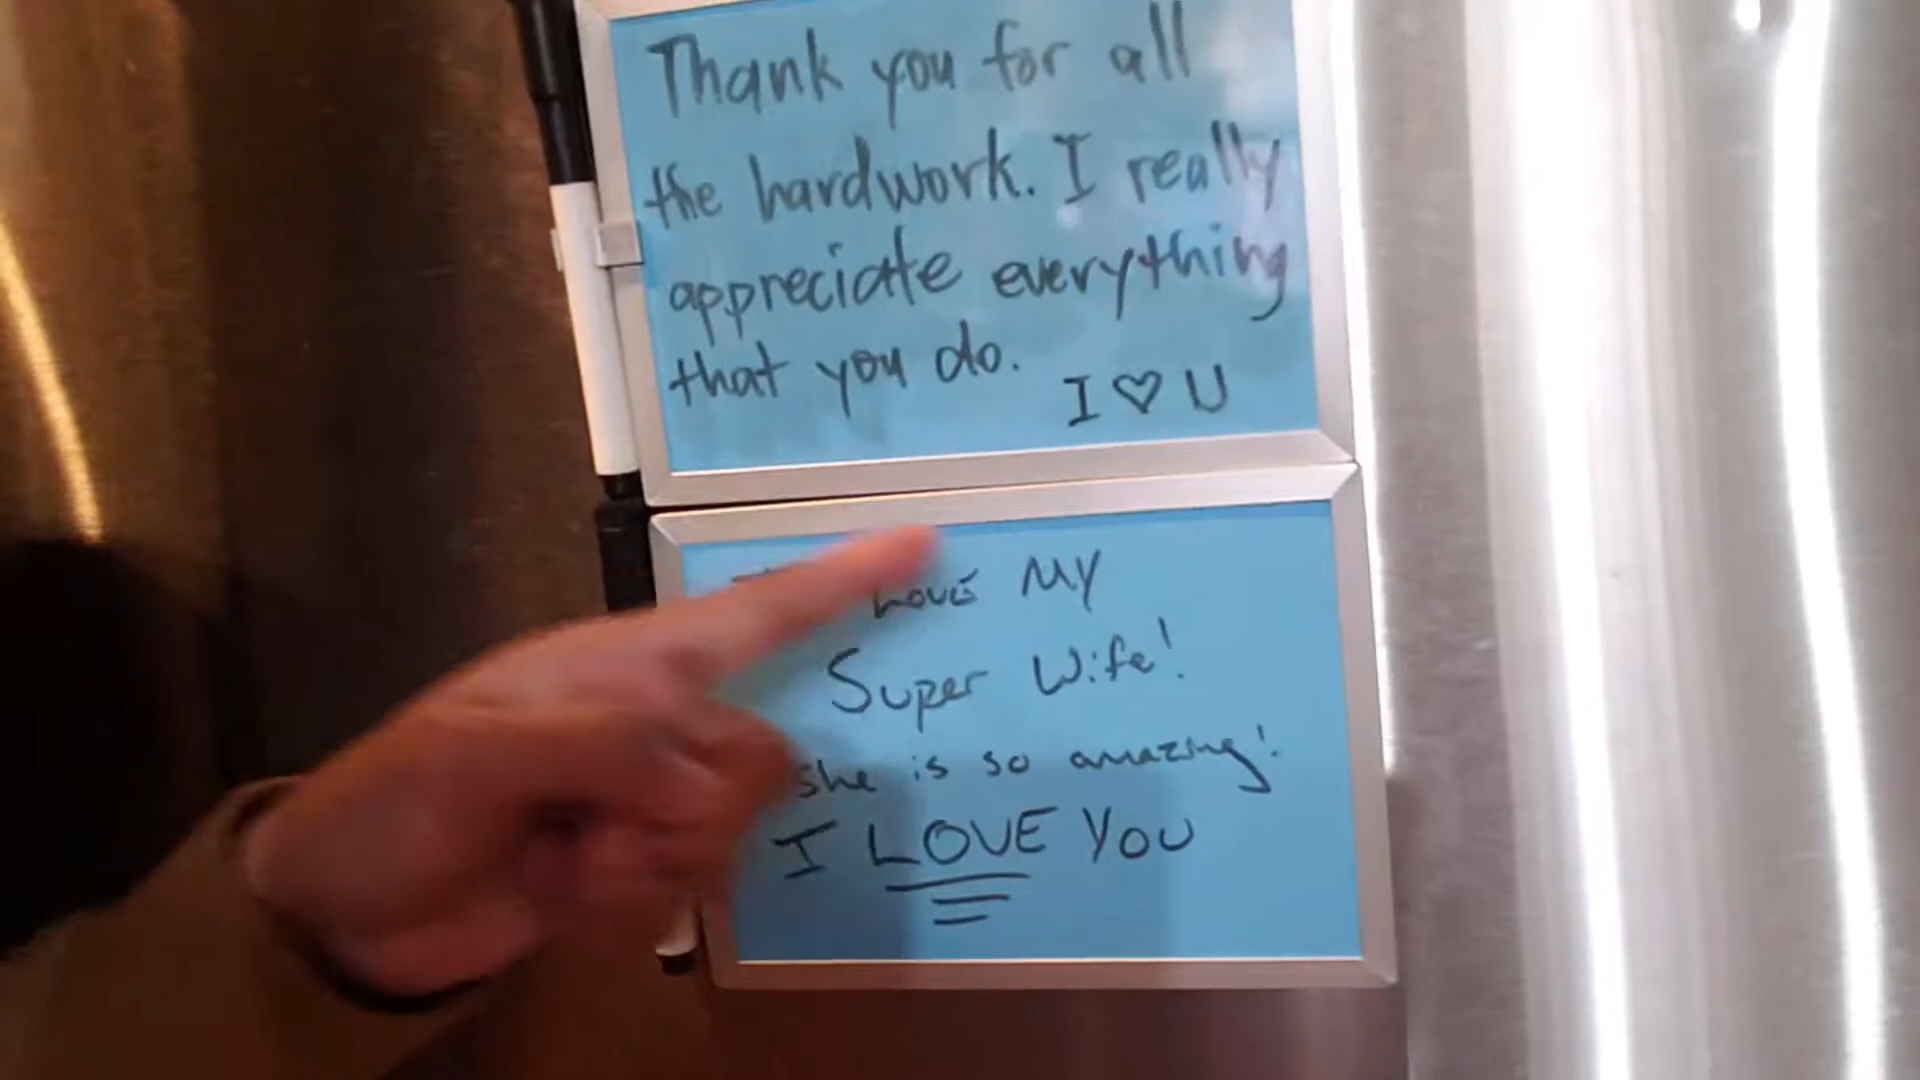 Thank you for all
the hardwork. I really
appreciate everything
that you do.
I ♡ U
Love My
Super Wife!
she is so amazing!
I LOVE YOU